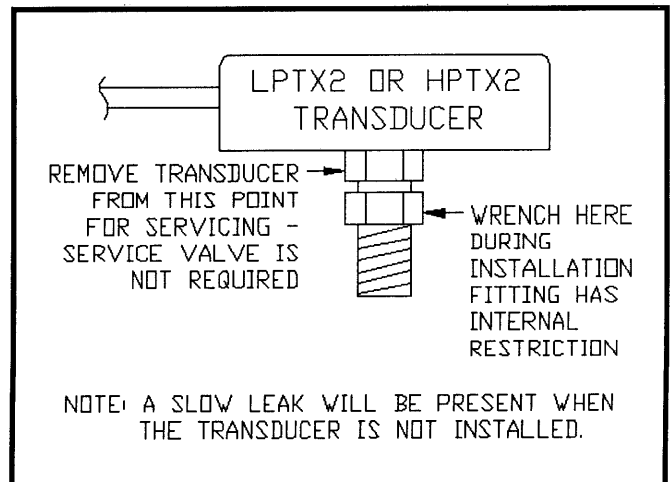 LPTX2 OR HPTX2
TRANSDUCER
REMOVE TRANSDUCER
FROM THIS POINT
FOR SERVICING -
SERVICE VALVE IS
NOT REQUIRED
WRENCH HERE
DURING
INSTALLATION
FITTING HAS
INTERNAL
RESTRICTION
NOTE: A SLOW LEAK WILL BE PRESENT WHEN
THE TRANSDUCER IS NOT INSTALLED.